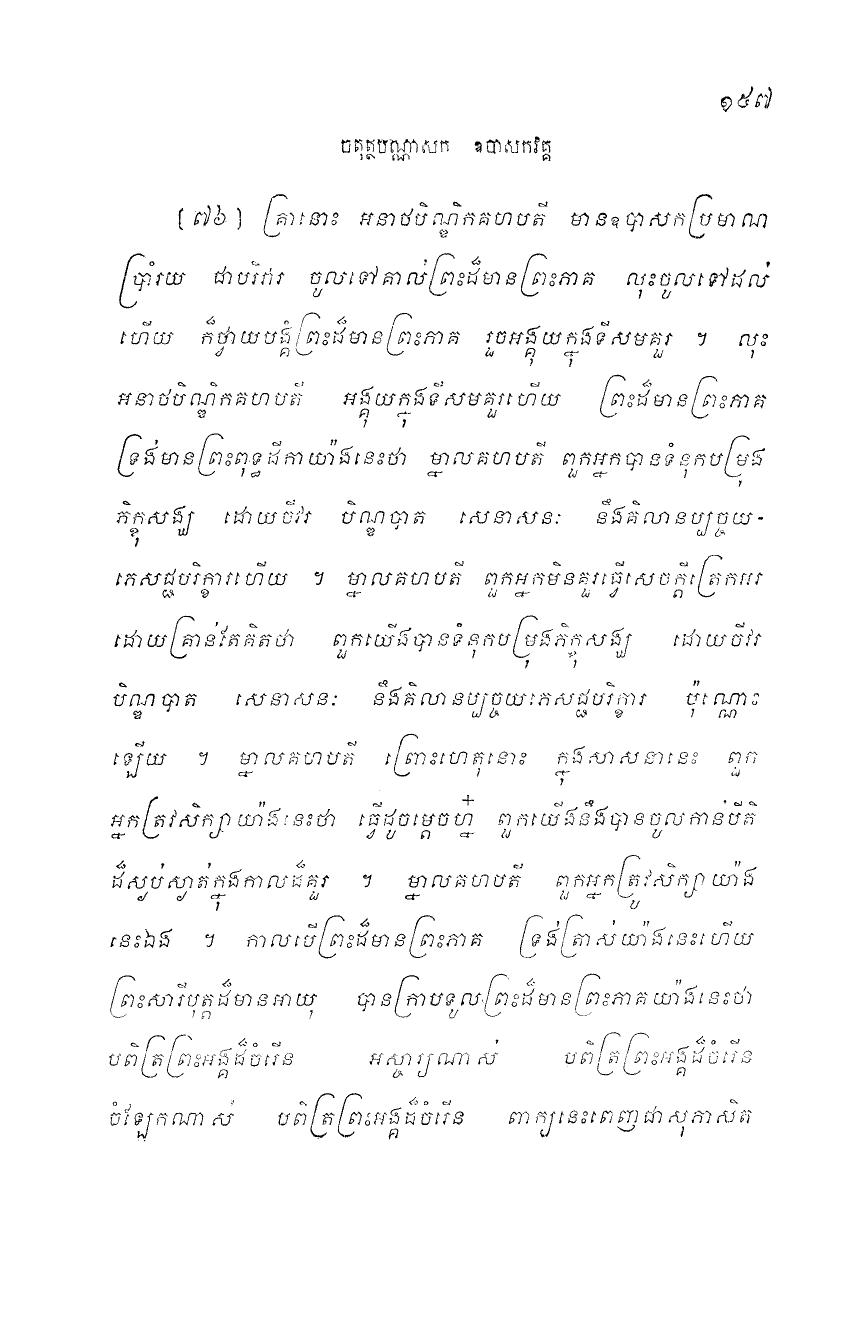 ១៥៧
ចតុត្ថបណ្ណាសក ឧបាសកវគ្គ
[៧៦] គ្រានោះ អនាថបិណ្ឌិកគហបតី មានឧបាសកប្រមាណ
ប្រាំរយ ជាបរិវារ ចូលទៅគាល់ព្រះដ៏មានព្រះភាគ លុះចូលទៅដល់
ហើយ ក៏ថ្វាយបង្គំព្រះដ៏មានព្រះភាគ រួចអង្គុយក្នុងទីសមគួរ ។ លុះ
អនាថបិណ្ឌិកគហបតី អង្គុយក្នុងទីសមគួរហើយ ព្រះដ៏មានព្រះភាគ
ទ្រង់មានព្រះពុទ្ធដីកាយ៉ាងនេះថា ម្នាលគហបតី ពួកអ្នកបានទំនុកបម្រុង
ភិក្ខុសង្ឃ ដោយចីវរ បិណ្ឌបាត សេនាសនៈ នឹងគិលានប្បច្ចយ-
ភេសជ្ជបរិក្ខារហើយ ។ ម្នាលគហបតី ពួកអ្នកមិនគួរធ្វើសេចក្តីត្រេកអរ
ដោយគ្រាន់តែគិតថា ពួកយើងបានទំនុកបម្រុងភិក្ខុសង្ឃ ដោយចីវរ
បិណ្ឌបាត សេនាសនៈ នឹងគិលានប្បច្ចយភេសជ្ជបរិក្ខារ ប៉ុណ្ណោះ
ឡើយ ។ ម្នាលគហបតី ព្រោះហេតុនោះ ក្នុងសាសនានេះ ពួក
អ្នកត្រូវសិក្សាយ៉ាងនេះថា ធ្វើដូចម្តេចហ្ន៎ ពួកយើងនឹងបានចូលកាន់បីតិ
ដ៏ស្ងប់ស្ងាត់ក្នុងកាលដ៏គួរ ។ ម្នាលគហបតី ពួកអ្នកត្រូវសិក្សាយ៉ាង
នេះឯង ។ កាលបើព្រះដ៏មានព្រះភាគ ទ្រង់ត្រាស់យ៉ាងនេះហើយ
ព្រះសារីបុត្តដ៏មានអាយុ បានក្រាបទូលព្រះដ៏មានព្រះភាគយ៉ាងនេះថា
បពិត្រព្រះអង្គដ៏ចំរើន អស្ចារ្យណាស់ បពិត្រព្រះអង្គដ៏ចំរើន
ចំឡែកណាស់ បពិត្រព្រះអង្គដ៏ចំរើន ពាក្យនេះពេញជាសុភាសិត